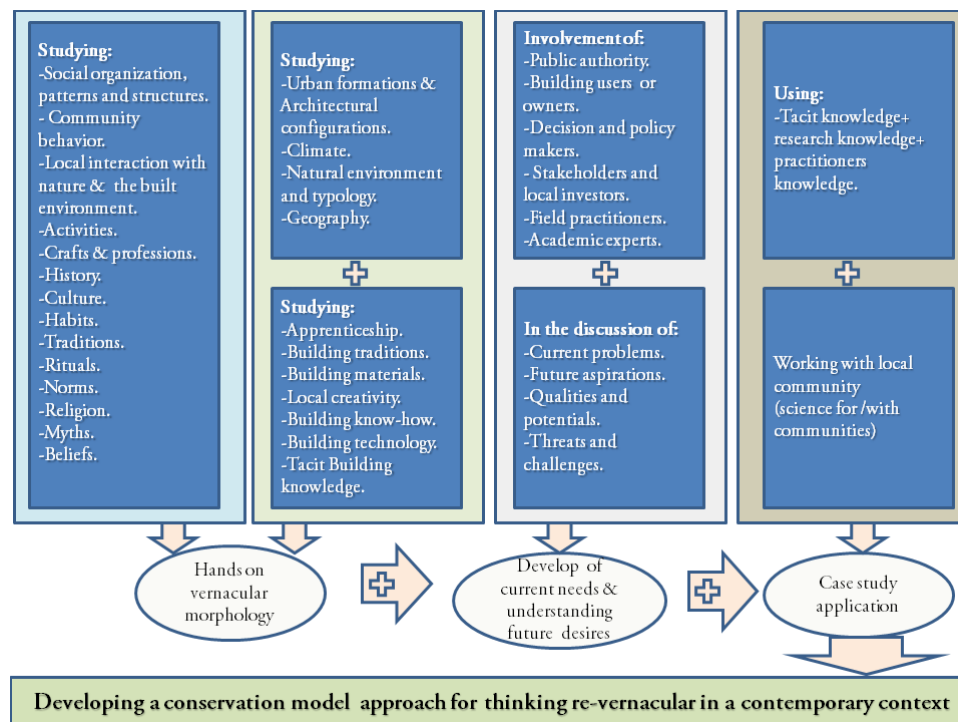 Studying:
-Social organization,
patterns and structures.
- Community
behavior.
-Local interaction with
nature & the built
environment.
-Activities.
-Crafts & professions.
-History.
-Culture.
-Habits.
-Traditions.
-Rituals.
-Norms.
-Religion.
-Myths.
-Beliefs.
Studying:
-Urban formations &
Architectural
configurations.
-Climate.
-Natural environment
and typology.
-Geography.
Studying:
-Apprenticeship.
-Building traditions.
-Building materials.
-Local creativity.
-Building know-how.
-Building technology.
-Tacit Building
knowledge.
Involvement of:
-Public authority.
-Building users or
owners.
-Decision and policy
makers.
- Stakeholders and
local investors.
-Field practitioners.
-Academic experts.
In the discussion of:
-Current problems.
-Future aspirations.
-Qualities and
potentials.
-Threats and
challenges.
Using:
-Tacit knowledge+
research knowledge+
practitioners
knowledge.
Working with local
community
(science for /with
communities)
Hands on
vernacular
morphology
Develop of
current needs &
understanding
future desires
Case study
application
Developing a conservation model approach for thinking re-vernacular in a contemporary context